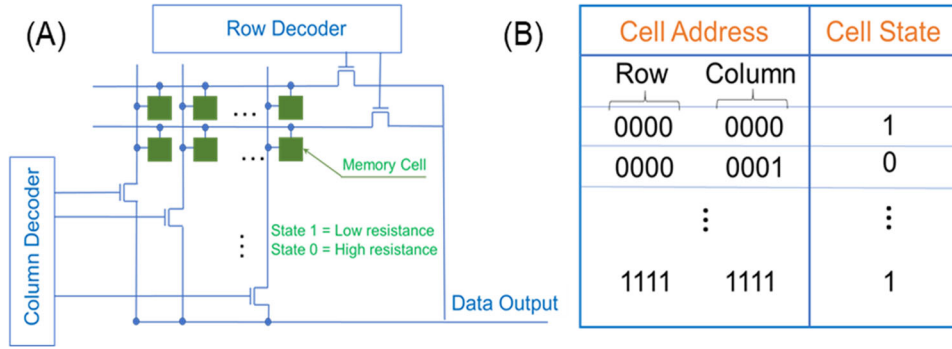 (A)
Row Decoder
Memory Cell
Column Decoder
State 1 = Low resistance
State 0 = High resistance
Data Output
(B)
Cell Address Cell State
Row Column
0000 0000 1
0000 0001 0
1111 1111 1